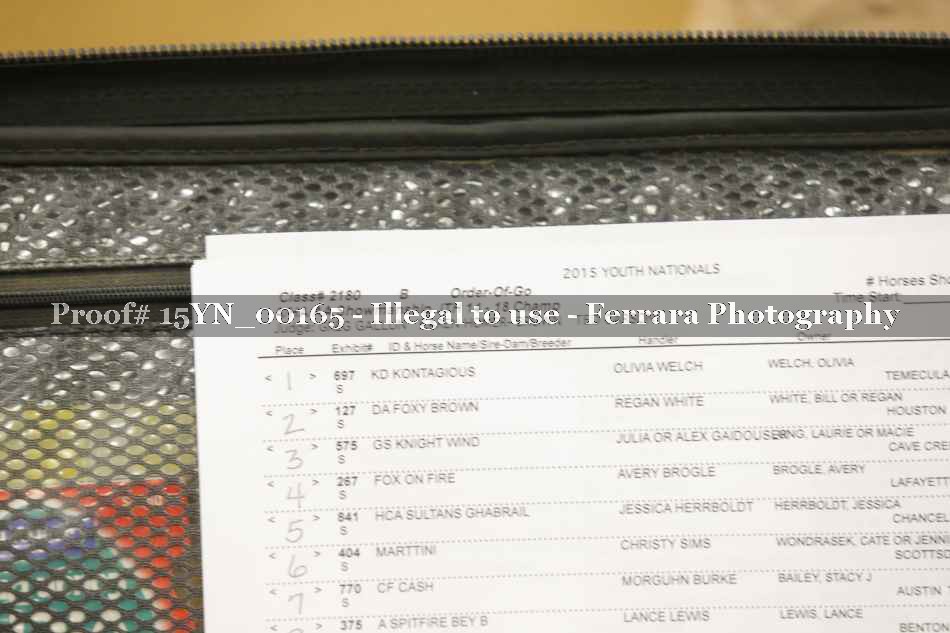 2015 YOUTH NATIONALS
# Horses Sho
Class# 2180 B Order-Of-Go
Time Start:
Proof# 15YN_00165 - Illegal to use - Ferrara Photography
Place Exhibit# ID & Horse Name/Sire-Dam/Breeder Handler Owner
< 1 > 697 KD KONTAGIOUS OLIVIA WELCH WELCH, OLIVIA
S TEMECULA
< 2 > 127 DA FOXY BROWN REGAN WHITE WHITE, BILL OR REGAN
S HOUSTON
< 3 > 575 GS KNIGHT WIND JULIA OR ALEX GAIDOUSEK LONG, LAURIE OR MACIE
S CAVE CRE
< 4 > 267 FOX ON FIRE AVERY BROGLE BROGLE, AVERY
S LAFAYETT
< 5 > 641 HCA SULTANS GHABRAIL JESSICA HERRBOLDT HERRBOLDT, JESSICA
S CHANCEL
< 6 > 404 MARTTINI CHRISTY SIMS WONDRASEK, CATE OR JENNI
S SCOTTSD
< 7 > 770 CF CASH MORGUHN BURKE BAILEY, STACY J
S AUSTIN
< > 375 A SPITFIRE BEY B LANCE LEWIS LEWIS, LANCE
BENTON